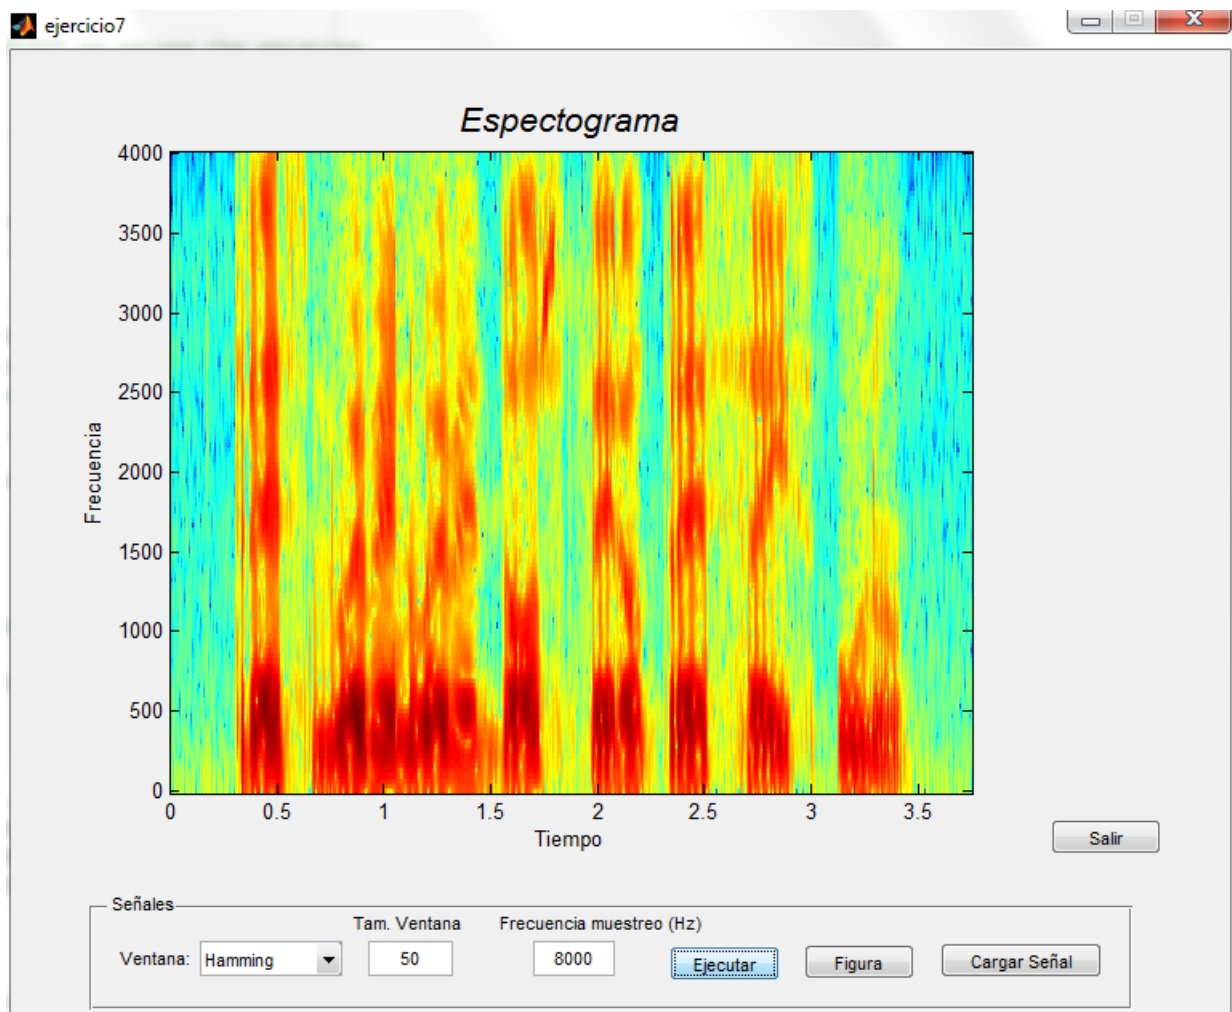 ejercicio7
Espectograma
4000
3500
3000
2500
2000
1500
1000
500
0
Frecuencia
0 0.5 1 1.5 2 2.5 3 3.5
Tiempo
Salir
Señales
Tam. Ventana Frecuencia muestreo (Hz)
Ventana: Hamming 50 8000 Ejecutar Figura Cargar Señal